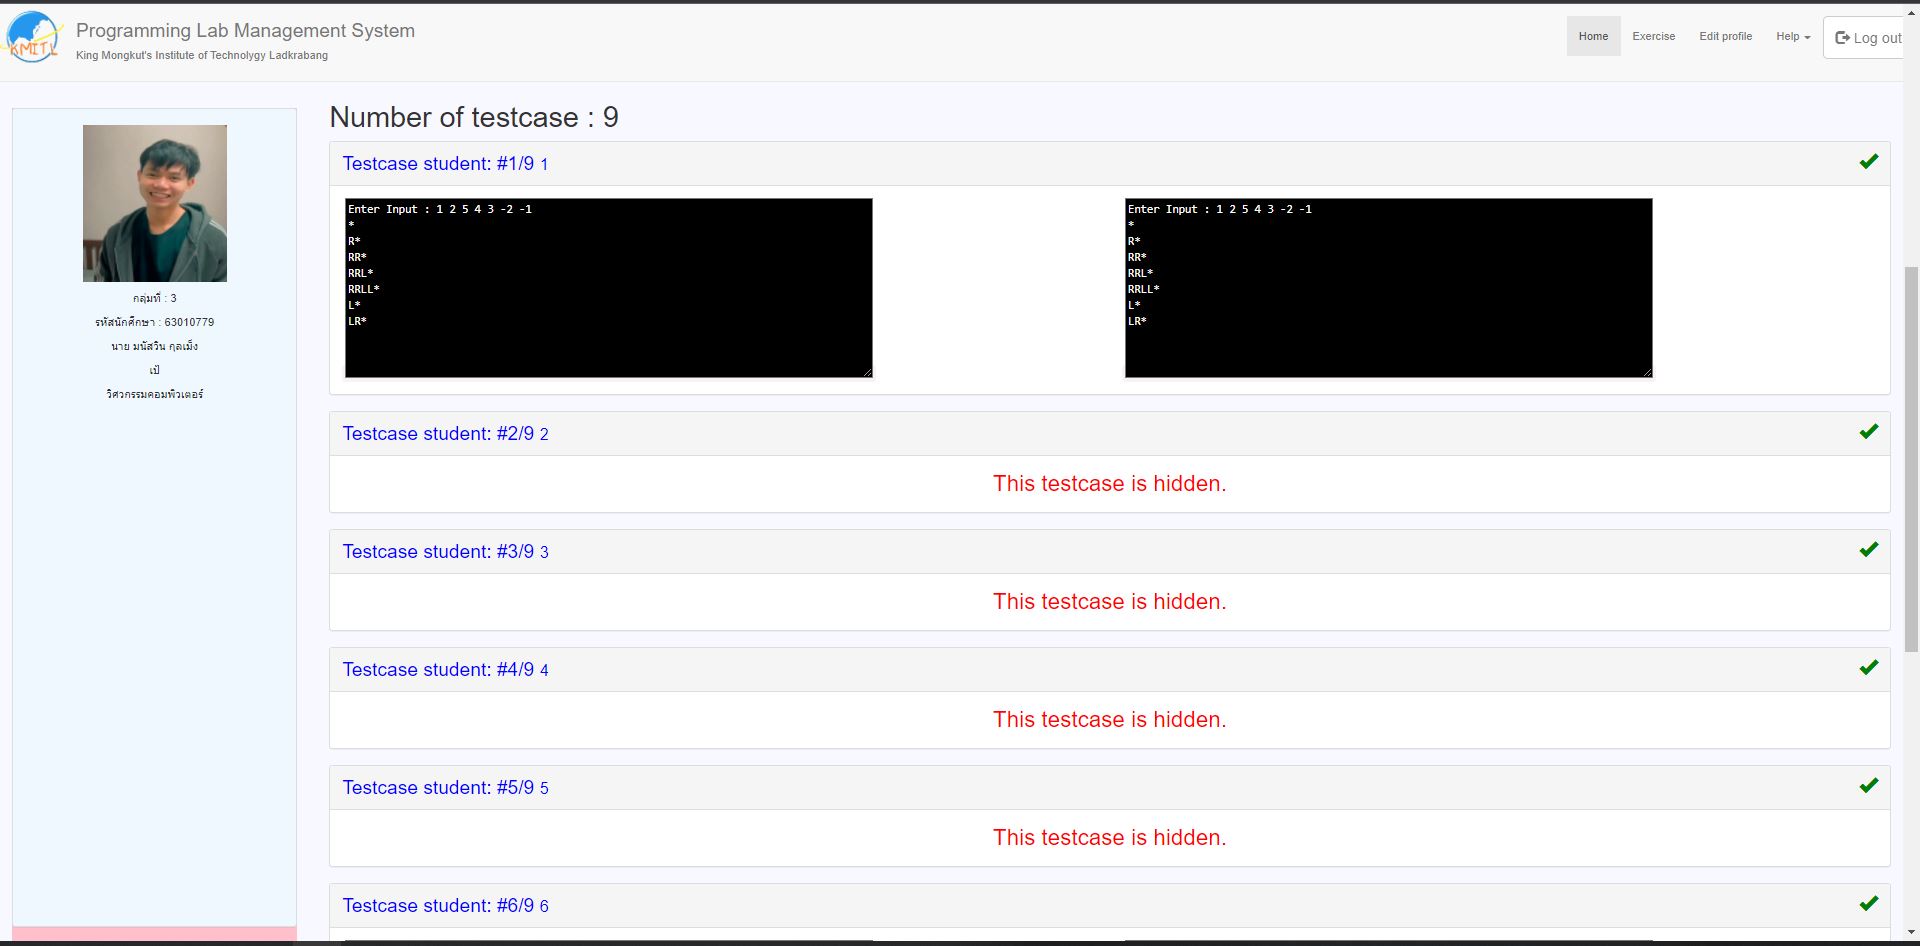 KMITL
Programming Lab Management System
King Mongkut's Institute of Technolygy Ladkrabang
Home
Exercise
Edit profile
Help
Log out
กลุ่มที่ : 3
รหัสนักศึกษา : 63010779
นาย มนัสวิน กุลเม็ง
เป้
วิศวกรรมคอมพิวเตอร์
Number of testcase : 9
Testcase student: #1/9 1
Enter Input : 1 2 5 4 3 -2 -1
*
R*
RR*
RRL*
RRLL*
L*
LR*
Enter Input : 1 2 5 4 3 -2 -1
*
R*
RR*
RRL*
RRLL*
L*
LR*
Testcase student: #2/9 2
This testcase is hidden.
Testcase student: #3/9 3
This testcase is hidden.
Testcase student: #4/9 4
This testcase is hidden.
Testcase student: #5/9 5
This testcase is hidden.
Testcase student: #6/9 6